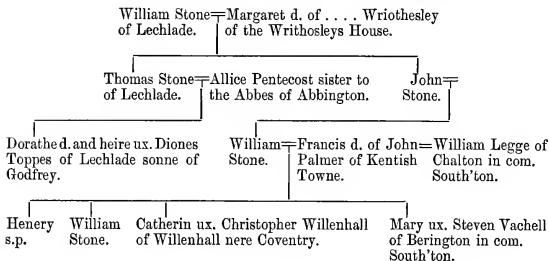 William Stone=Margaret d. of . . . . Wriothesley
of Lechlade. of the Writhosleys House.
Thomas Stone=Allice Pentecost sister to
of Lechlade. the Abbes of Abbington.
John=
Stone.
Dorathe d. and heire ux. Diones
Toppes of Lechlade sonne of
Godfrey.
William=Francis d. of John=William Legge of
Stone. Palmer of Kentish Chalton in com.
Towne. South'ton.
Henery
s.p.
William
Stone.
Catherin ux. Christopher Willenhall
of Willenhall nere Coventry.
Mary ux. Steven Vachell
of Berington in com.
South'ton.